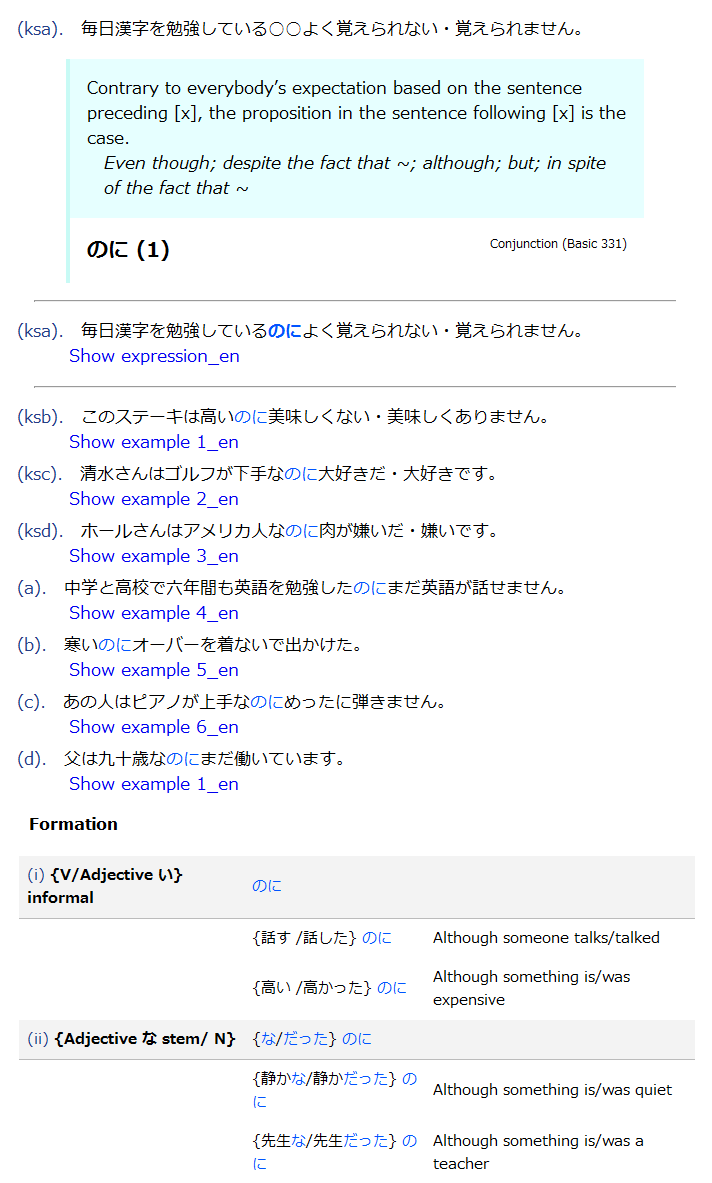 (ksa). 毎日漢字を勉強している○○よく覚えられない・覚えられません。
Contrary to everybody’s expectation based on the sentence
preceding [x], the proposition in the sentence following [x] is the
case.
Even though; despite the fact that ~; although; but; in spite
of the fact that ~
のに (1)
Conjunction (Basic 331)
(ksa). 毎日漢字を勉強しているのによく覚えられない・覚えられません。
Show expression_en
(ksb). このステーキは高いのに美味しくない・美味しくありません。
Show example 1_en
(ksc). 清水さんはゴルフが下手なのに大好きだ・大好きです。
Show example 2_en
(ksd). ホールさんはアメリカ人なのに肉が嫌いだ・嫌いです。
Show example 3_en
(a). 中学と高校で六年間も英語を勉強したのにまだ英語が話せません。
Show example 4_en
(b). 寒いのにオーバーを着ないで出かけた。
Show example 5_en
(c). あの人はピアノが上手なのにめったに弾きません。
Show example 6_en
(d). 父は九十歳なのにまだ働いています。
Show example 1_en
Formation
(i) {V/Adjective い}
informal
のに
{話す /話した} のに
Although someone talks/talked
{高い /高かった} のに
Although something is/was
expensive
(ii) {Adjective な stem/ N}
{な/だった} のに
{静かな/静かだった} の
に
Although something is/was quiet
{先生な/先生だった} の
に
Although something is/was a
teacher